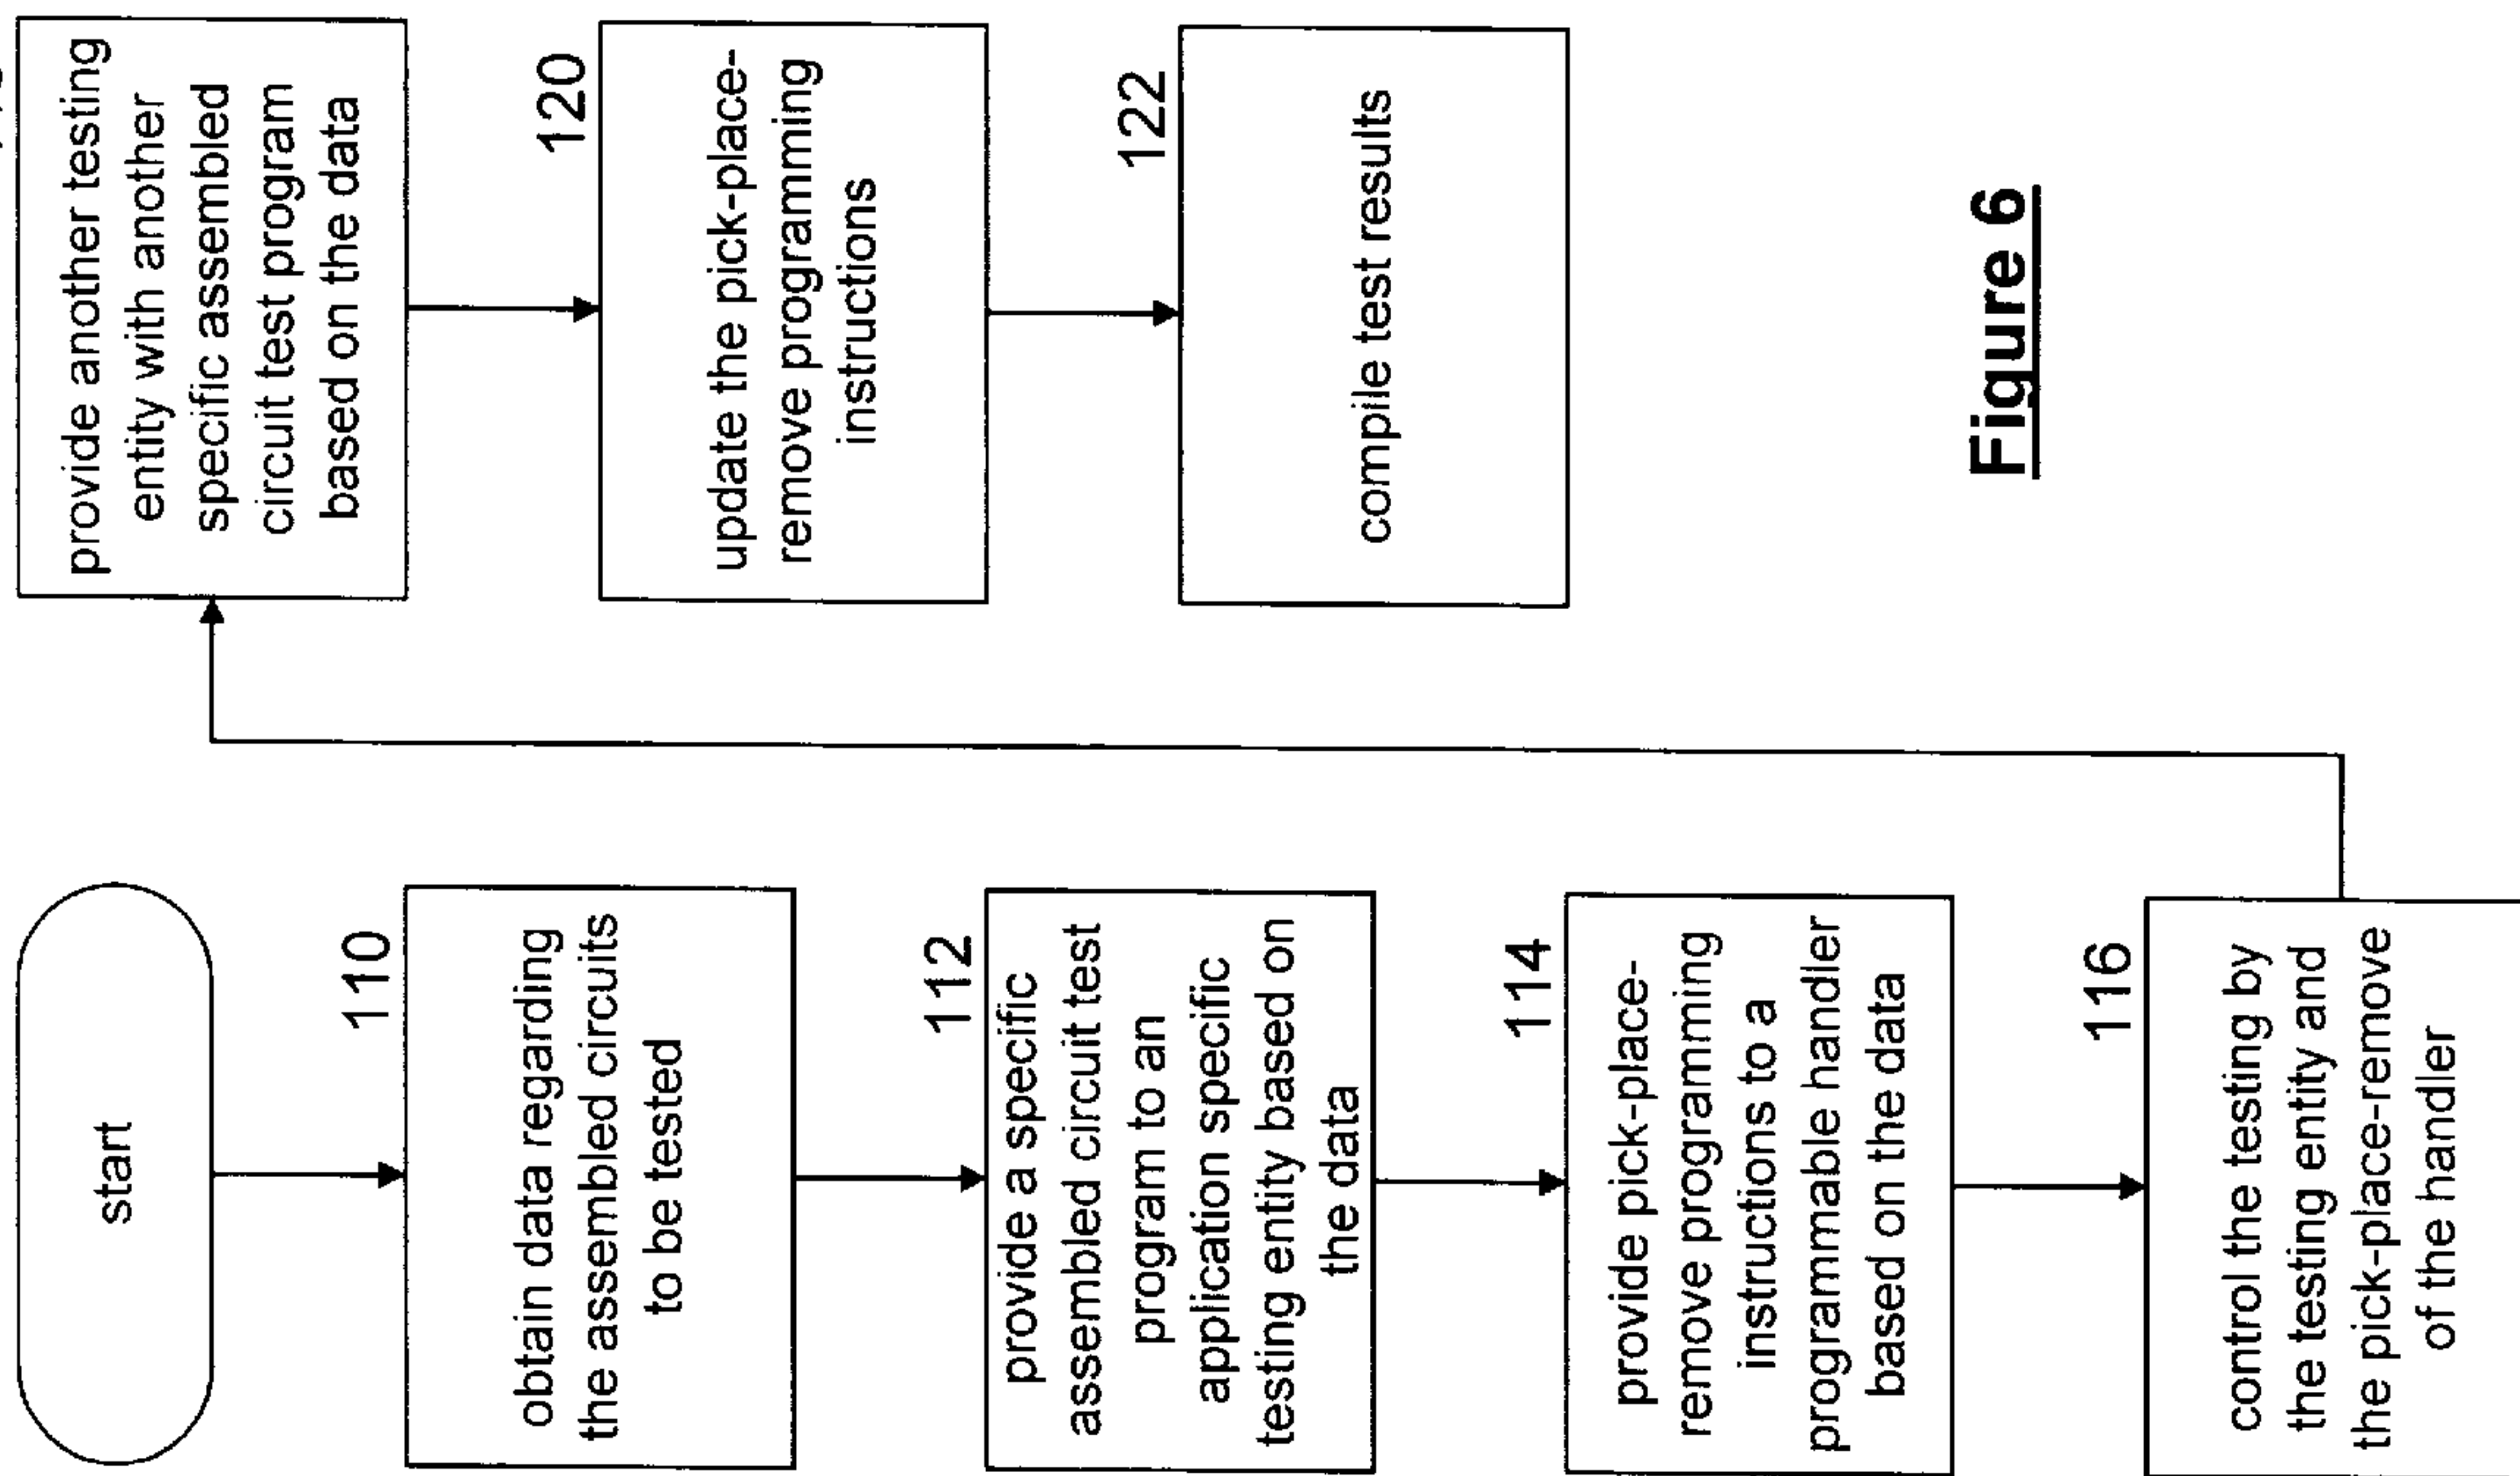 start
110
obtain data regarding
the assembled circuits
to be tested
112
provide a specific
assembled circuit test
program to an
application specific
testing entity based on
the data
114
provide pick-place-
remove programming
instructions to a
programmable handler
based on the data
116
control the testing by
the testing entity and
the pick-place-remove
of the handler
provide another testing
entity with another
specific assembled
circuit test program
based on the data
120
update the pick-place-
remove programming
instructions
122
compile test results
Figure 6